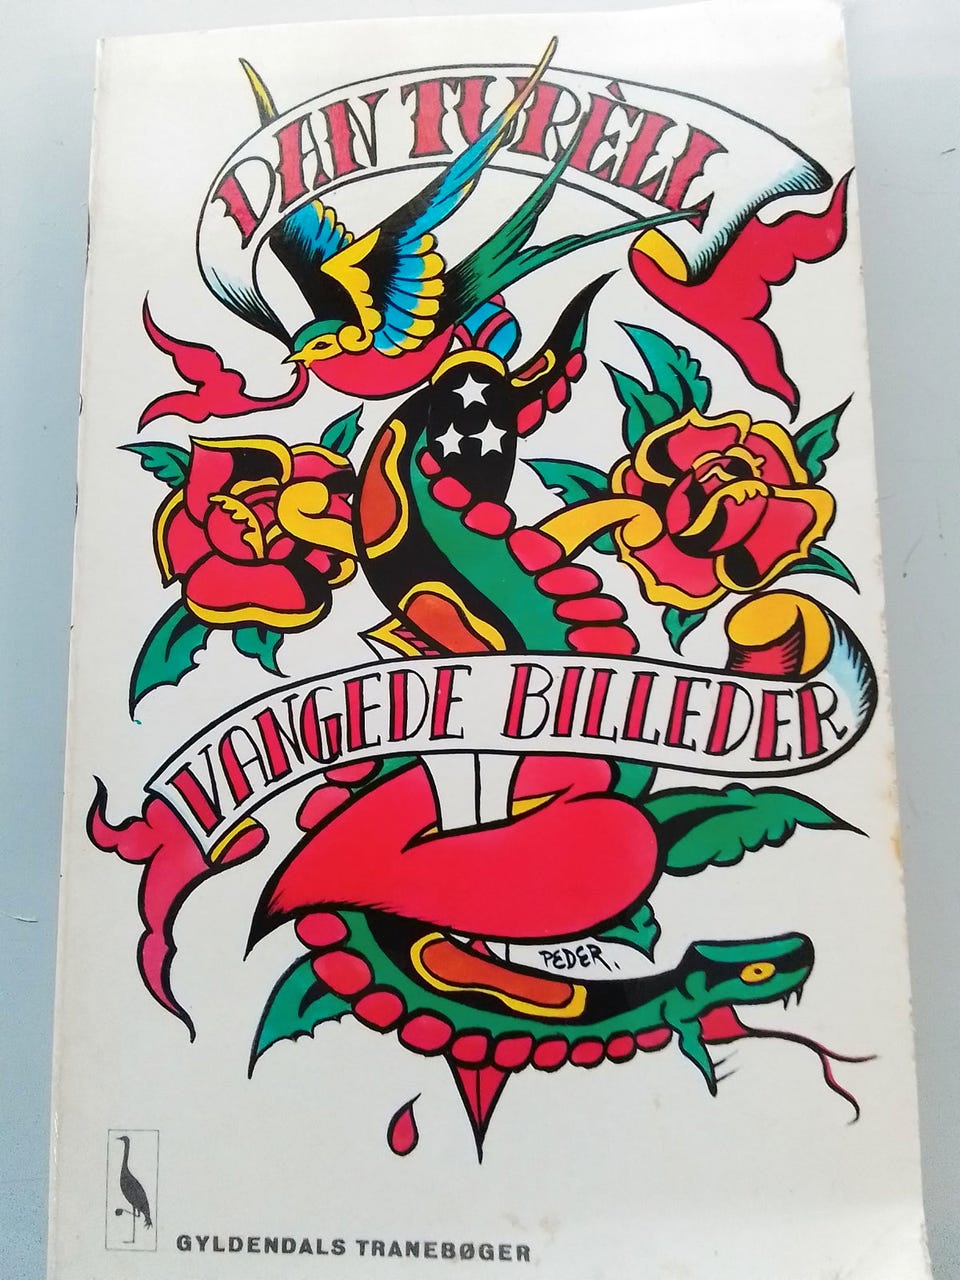 DAN TURÈLL
VANGEDE BILLEDER
PEDER.
GYLDENDALS TRANEBØGER